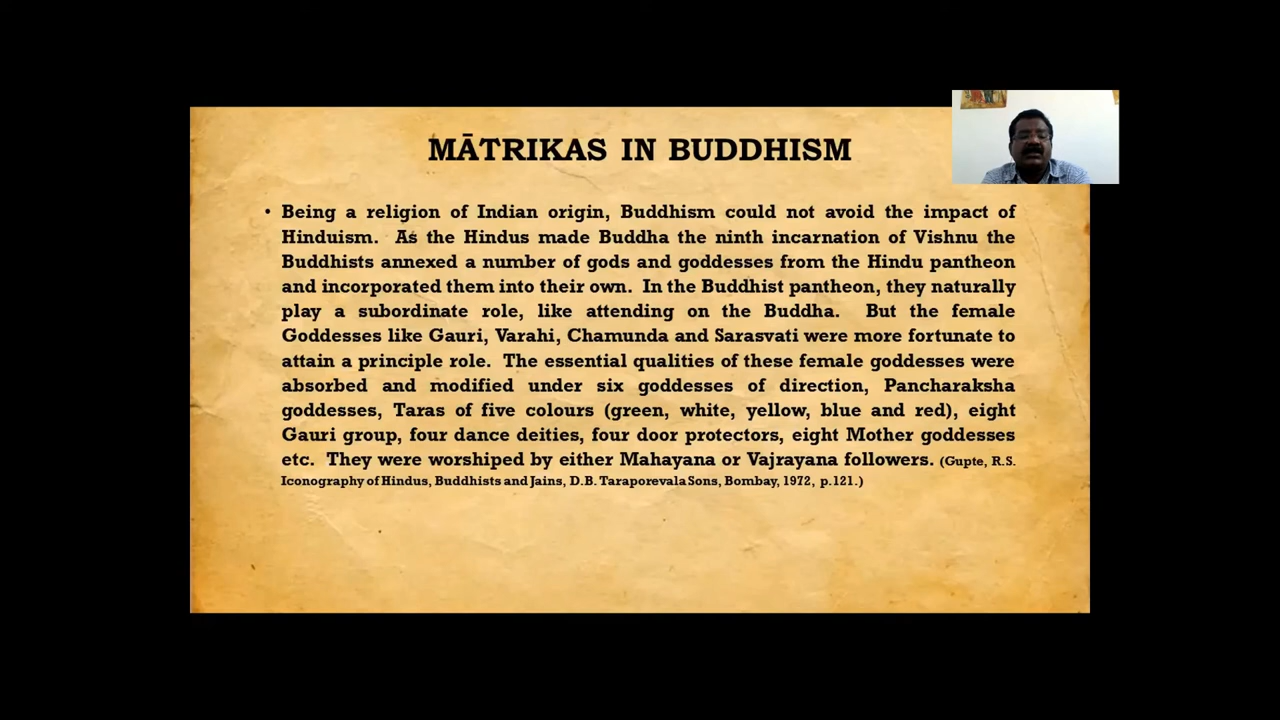 MĀTRIKAS IN BUDDHISM
• Being a religion of Indian origin, Buddhism could not avoid the impact of
Hinduism. As the Hindus made Buddha the ninth incarnation of Vishnu the
Buddhists annexed a number of gods and goddesses from the Hindu pantheon
and incorporated them into their own. In the Buddhist pantheon, they naturally
play a subordinate role, like attending on the Buddha. But the female
Goddesses like Gauri, Varahi, Chamunda and Sarasvati were more fortunate to
attain a principle role. The essential qualities of these female goddesses were
absorbed and modified under six goddesses of direction, Pancharaksha
goddesses, Taras of five colours (green, white, yellow, blue and red), eight
Gauri group, four dance deities, four door protectors, eight Mother goddesses
etc. They were worshiped by either Mahayana or Vajrayana followers. (Gupte, R.S.
Iconography of Hindus, Buddhists and Jains, D.B. Taraporevala Sons, Bombay, 1972, p.121.)